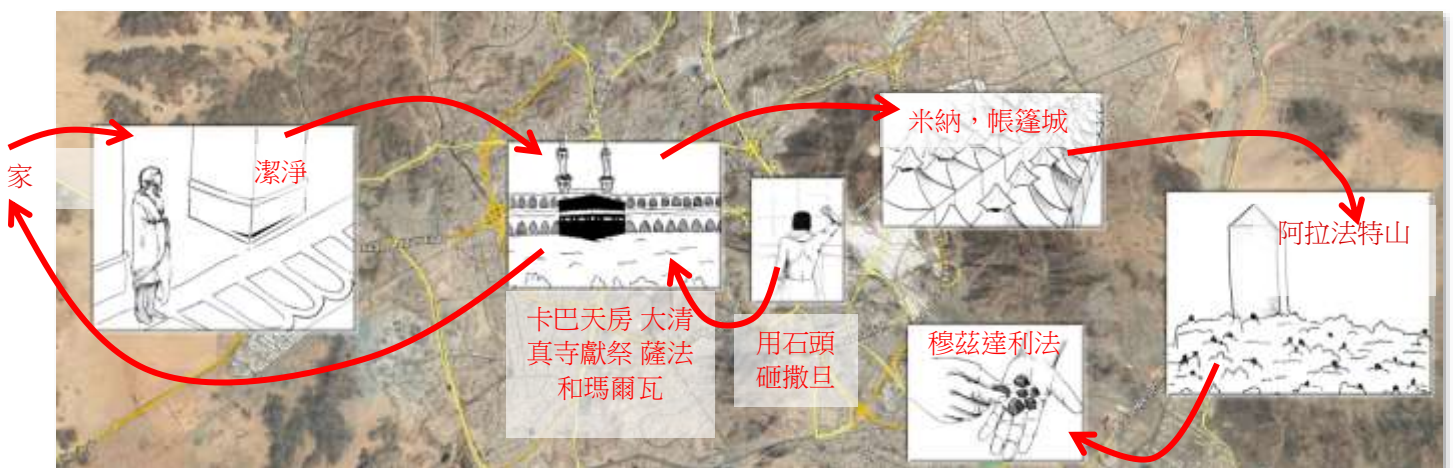 家
潔淨
卡巴天房 大清
真寺獻祭 薩法
和瑪爾瓦
用石頭
砸撒旦
米納，帳篷城
阿拉法特山
穆茲達利法